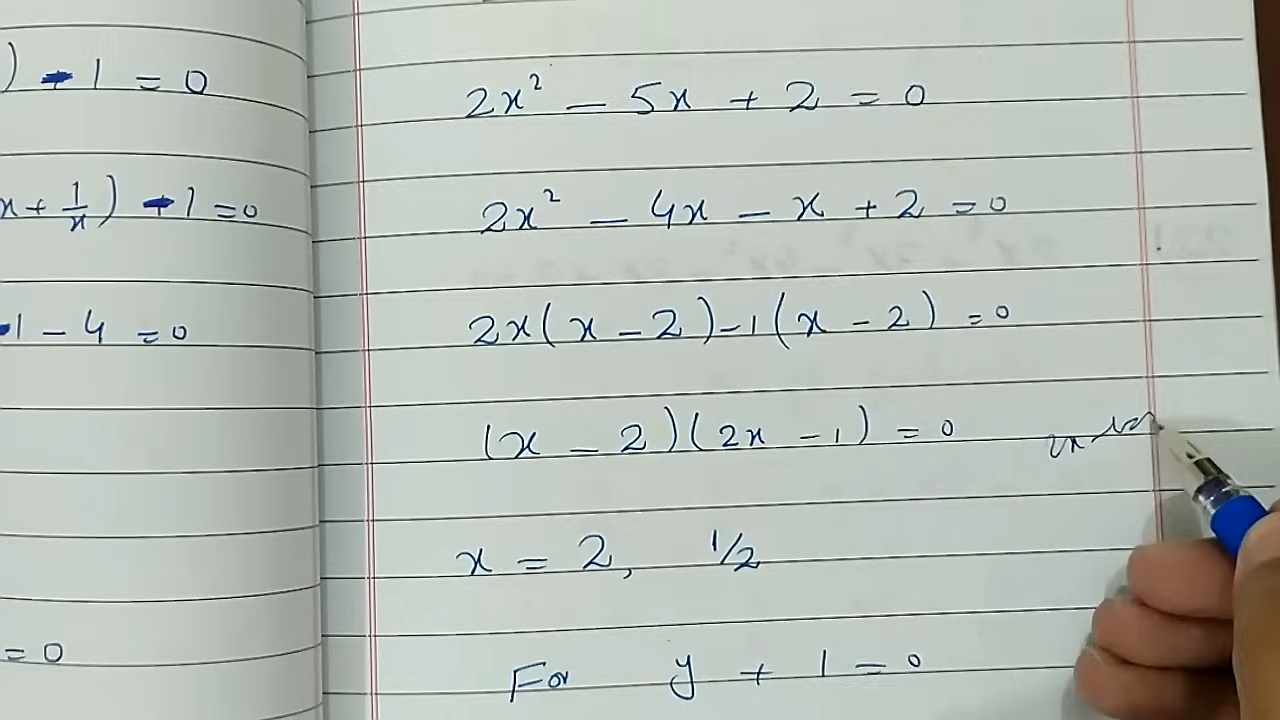 ) - 1 = 0
x + 1/x) - 1 = 0
-1 - 4 = 0
= 0
2x² - 5x + 2 = 0
2x² - 4x - x + 2 = 0
2x(x - 2) - 1(x - 2) = 0
(x - 2)(2x - 1) = 0
x = 2, 1/2
For y + 1 = 0